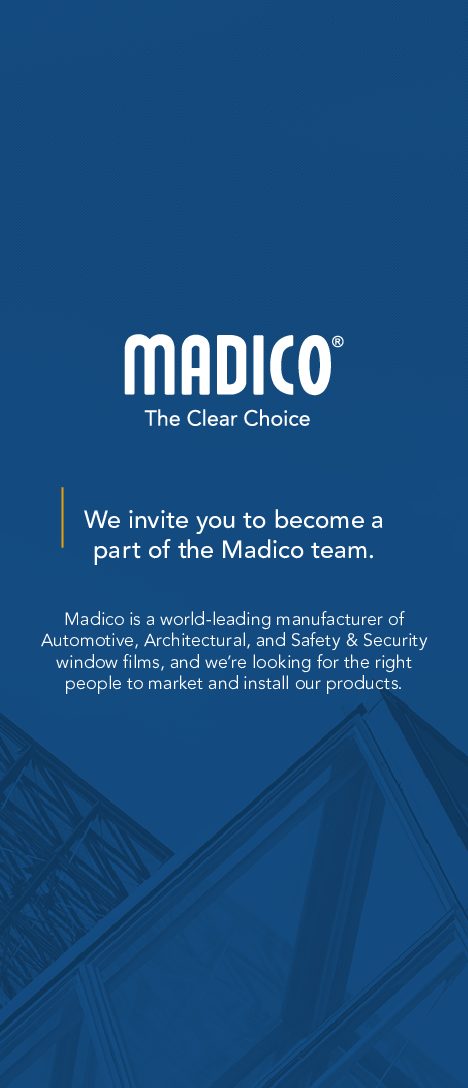 MADICO®
The Clear Choice
We invite you to become a
part of the Madico team.
Madico is a world-leading manufacturer of
Automotive, Architectural, and Safety & Security
window films, and we’re looking for the right
people to market and install our products.